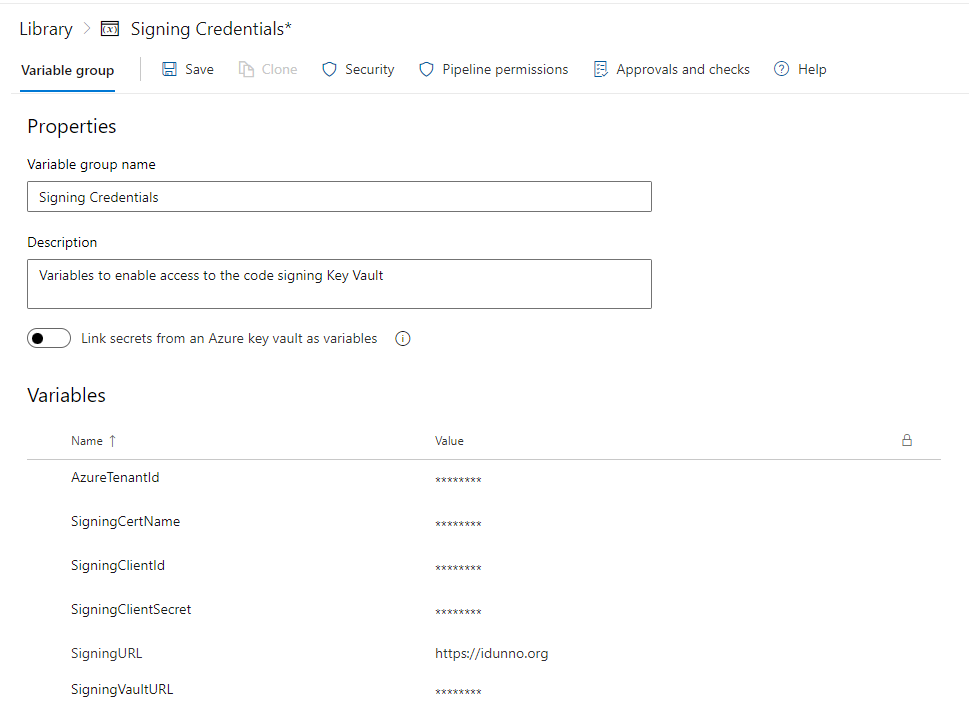 Library > Signing Credentials*
Variable group Save Clone Security Pipeline permissions Approvals and checks Help
Properties
Variable group name
Signing Credentials
Description
Variables to enable access to the code signing Key Vault
Link secrets from an Azure key vault as variables
Variables
Name ↑ Value
AzureTenantId ********
SigningCertName ********
SigningClientId ********
SigningClientSecret ********
SigningURL https://idunno.org
SigningVaultURL ********